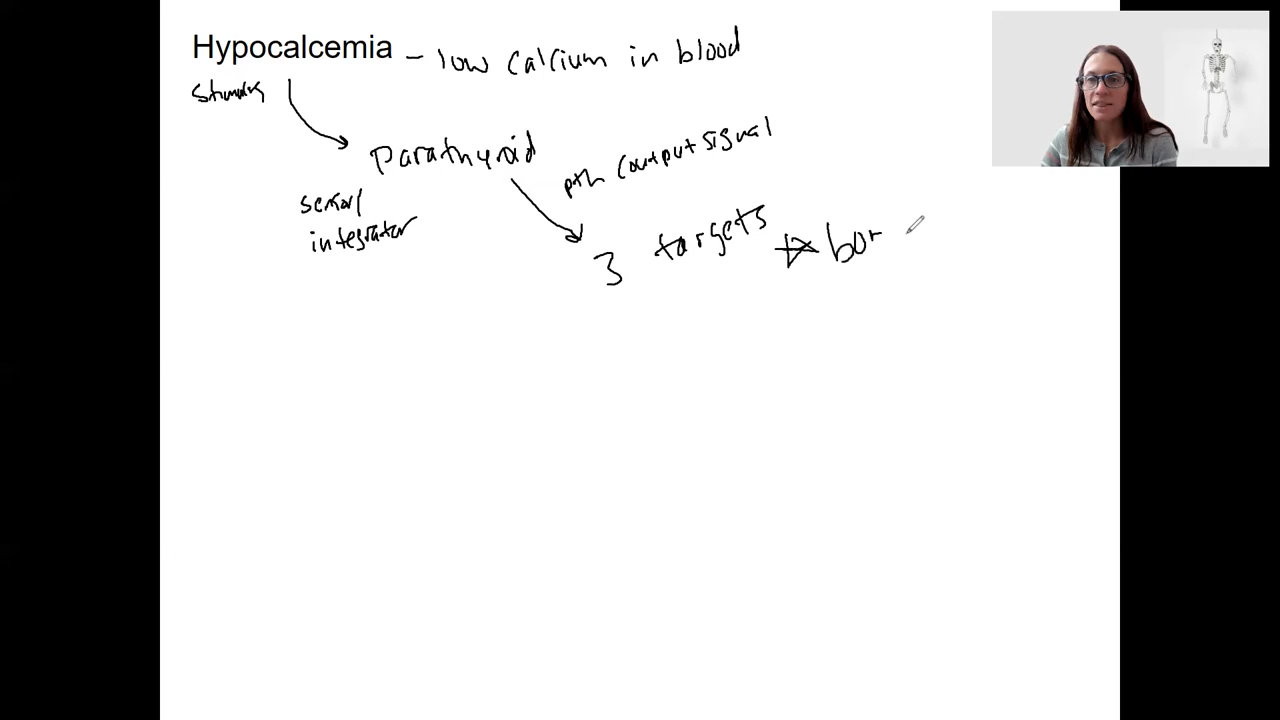 Hypocalcemia – low calcium in blood
stimulus
Parathyroid
pth (output signal
sensor/
integrator
3 targets ☆ bon